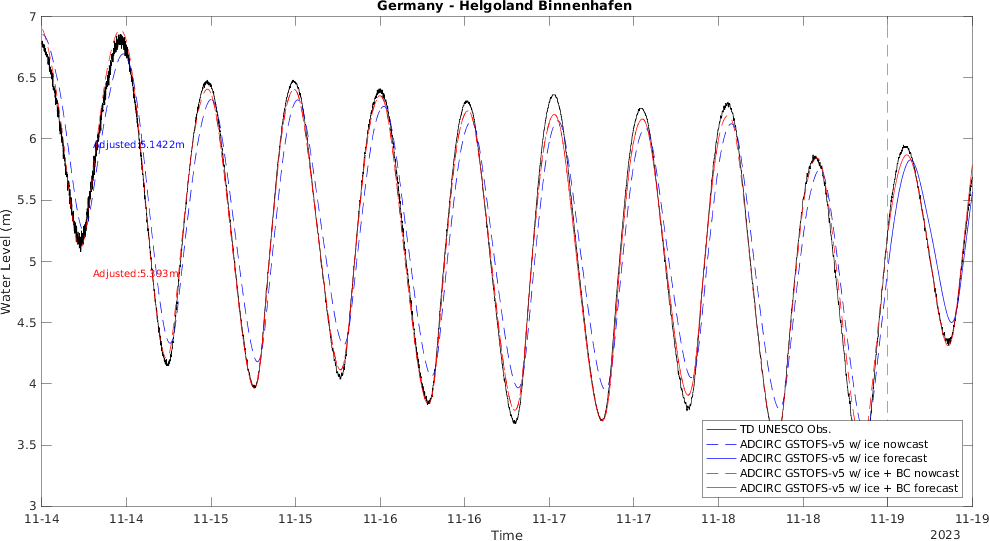 Germany - Helgoland Binnenhafen
7
6.5
6
5.5
5
4.5
4
3.5
3
Water Level (m)
Adjusted:5.1422m
Adjusted:5.393m
TD UNESCO Obs.
ADCIRC GSTOFS-v5 w/ ice nowcast
ADCIRC GSTOFS-v5 w/ ice forecast
ADCIRC GSTOFS-v5 w/ ice + BC nowcast
ADCIRC GSTOFS-v5 w/ ice + BC forecast
11-14 11-14 11-15 11-15 11-16 11-16 11-17 11-17 11-18 11-18 11-19 11-19
Time
2023